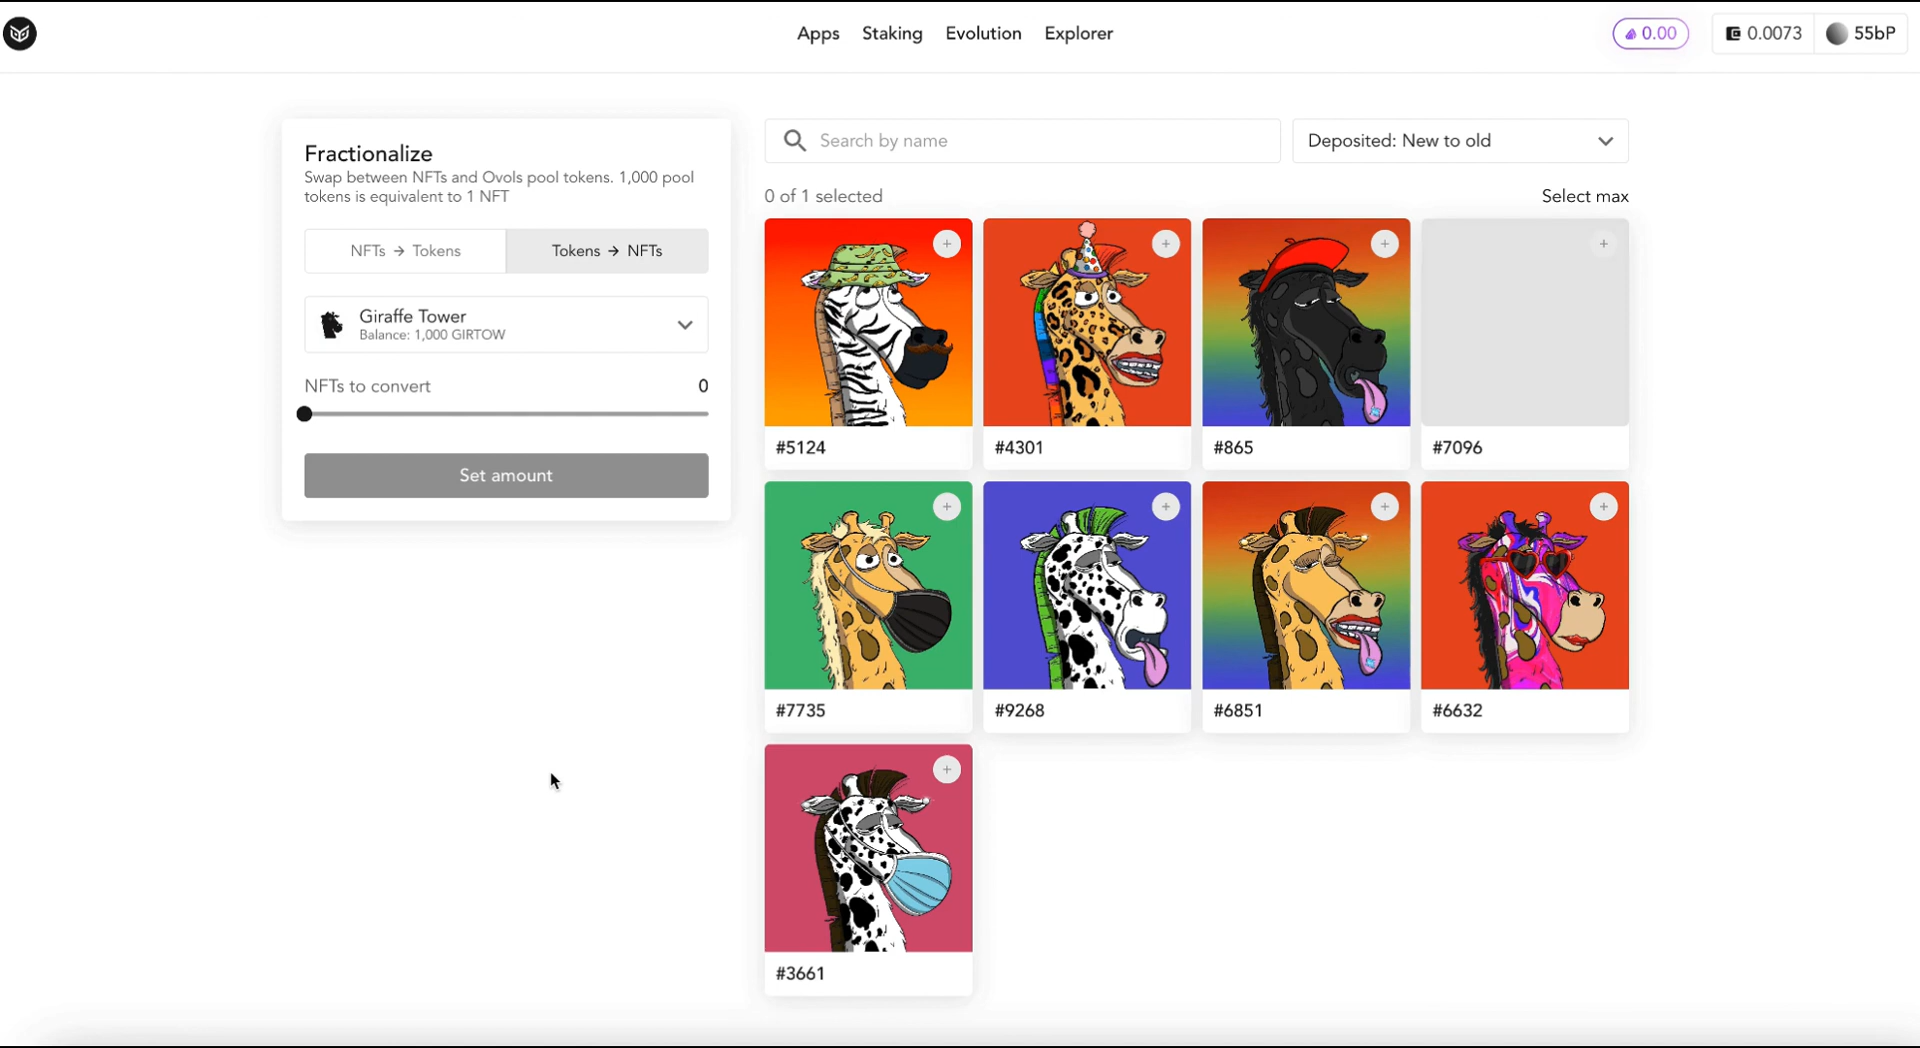 Apps Staking Evolution Explorer
0.00
0.0073
55bP
Fractionalize
Swap between NFTs and Ovols pool tokens. 1,000 pool
tokens is equivalent to 1 NFT
NFTs → Tokens
Tokens → NFTs
Giraffe Tower
Balance: 1,000 GIRTOW
NFTs to convert
0
Set amount
Search by name
Deposited: New to old
0 of 1 selected
Select max
#5124
#4301
#865
#7096
#7735
#9268
#6851
#6632
#3661